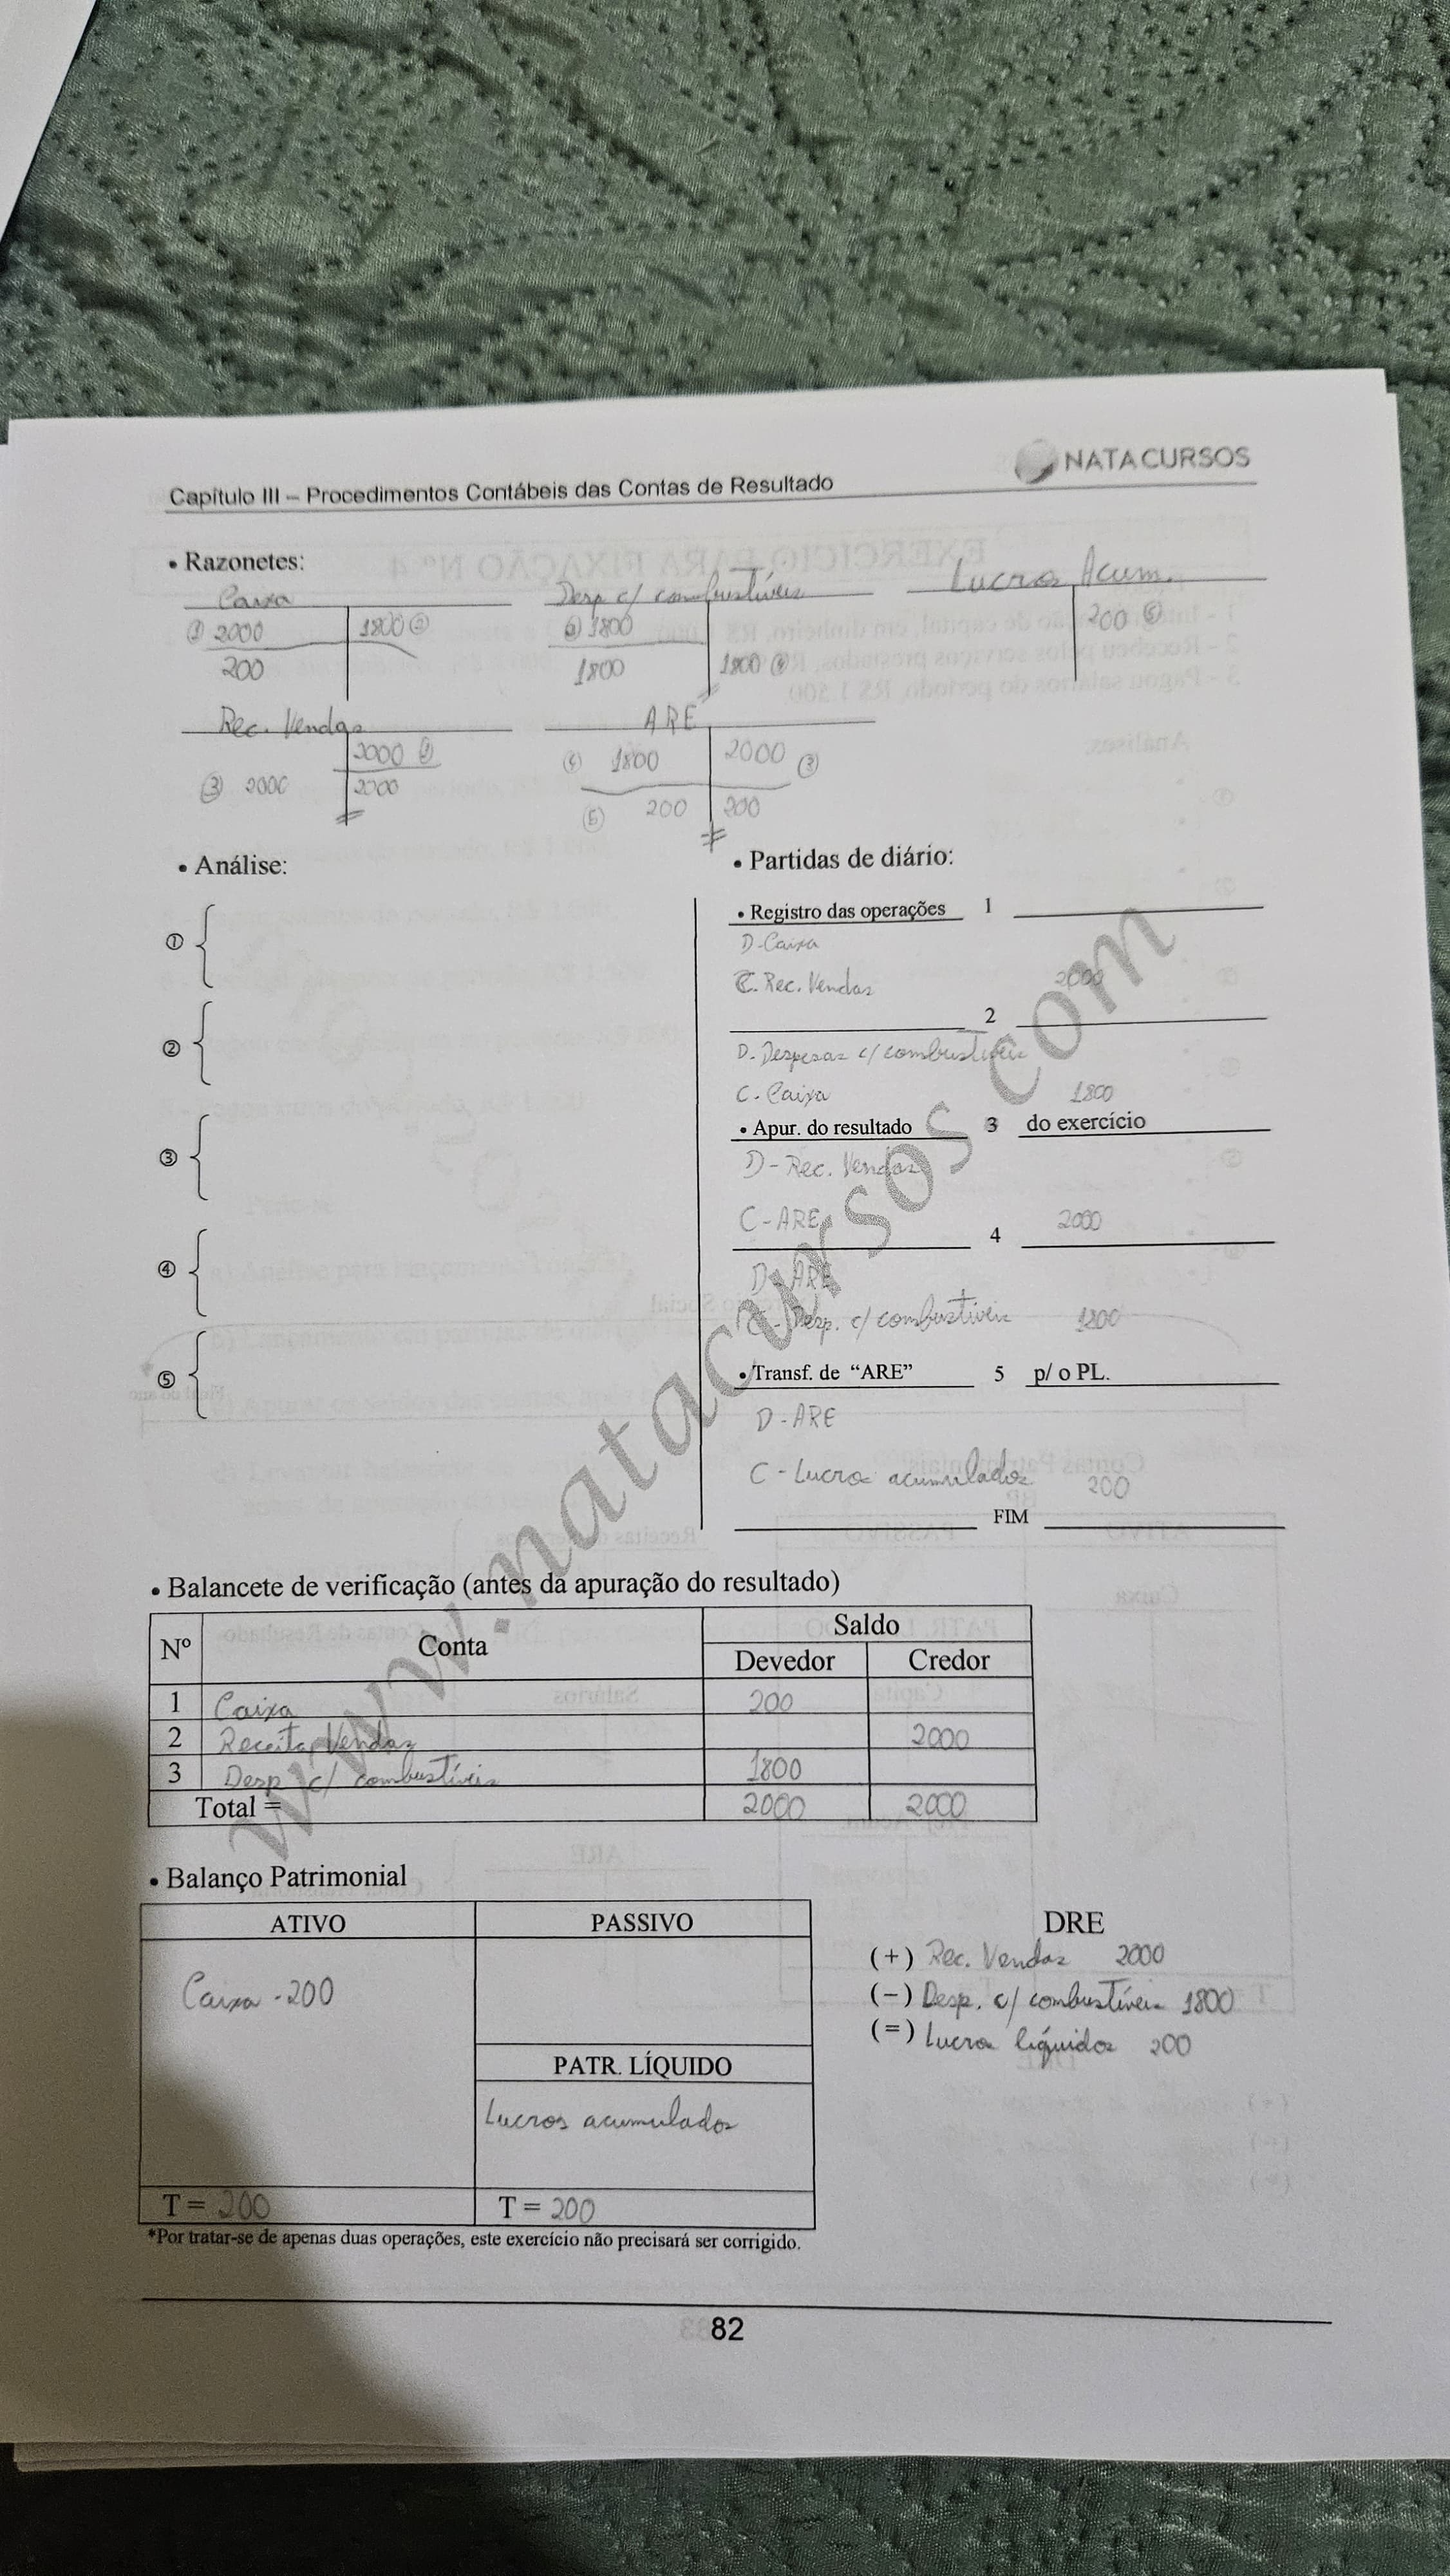 NATA CURSOS
Capítulo III – Procedimentos Contábeis das Contas de Resultado
• Razonetes:
Caixa
① 2000 1800 ②
200
Desp c/ combustíveis
② 1800
1800 1800 ④
Lucros Acum.
200 ⑤
Rec. Vendas
2000 ①
③ 2000 2000
ARE
④ 1800 2000 ③
⑤ 200 200
• Análise:
①
②
③
④
⑤
• Partidas de diário:
• Registro das operações 1
D-Caixa
C. Rec. Vendas 2000
2
D. Despesas c/ combustíveis
C. Caixa 1800
• Apur. do resultado 3 do exercício
D- Rec. Vendas
C-ARE 2000
4
D- ARE
C- Desp. c/ combustíveis 1800
• Transf. de “ARE” 5 p/ o PL.
D-ARE
C-Lucros acumulados 200
FIM
www.natacursos.com
• Balancete de verificação (antes da apuração do resultado)
Nº Conta Saldo
Devedor Credor
1 Caixa 200
2 Receita Vendas 2000
3 Desp c/ combustíveis 1800
Total = 2000 2000
• Balanço Patrimonial
ATIVO PASSIVO
Caixa -200
PATR. LÍQUIDO
Lucros acumulados
T = 200 T = 200
DRE
(+) Rec. Vendas 2000
(−) Desp. c/ combustíveis 1800
(=) Lucros líquidos 200
*Por tratar-se de apenas duas operações, este exercício não precisará ser corrigido.
82